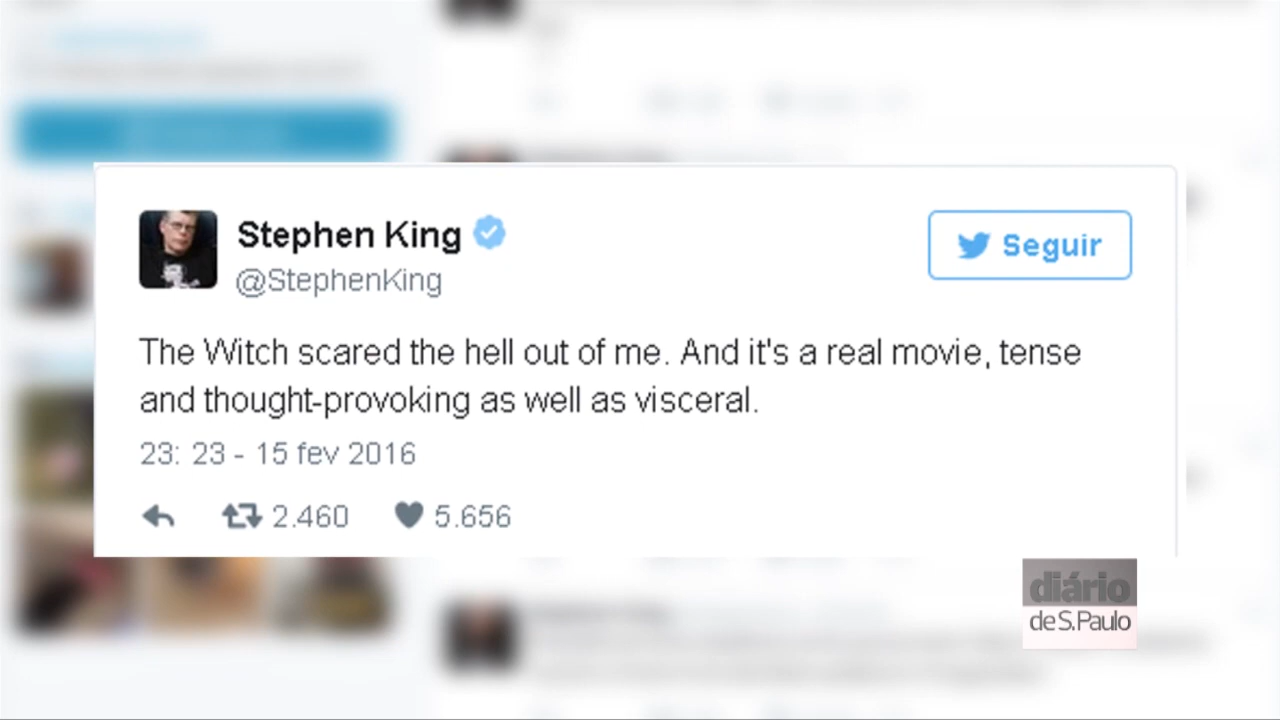 Stephen King
@StephenKing
Seguir
The Witch scared the hell out of me. And it's a real movie, tense
and thought-provoking as well as visceral.
23: 23 - 15 fev 2016
2.460 5.656
diário
de S.Paulo